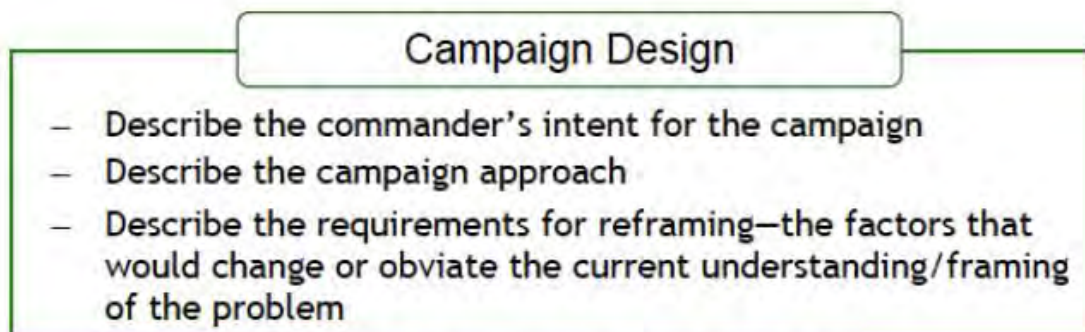 Campaign Design
– Describe the commander's intent for the campaign
– Describe the campaign approach
– Describe the requirements for reframing—the factors that
would change or obviate the current understanding/framing
of the problem